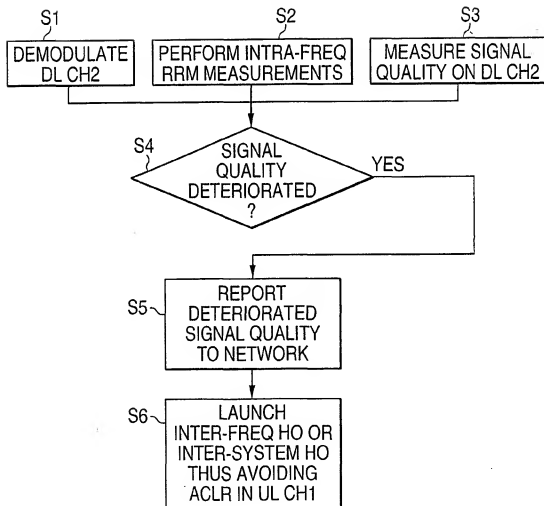 S1
DEMODULATE
DL CH2
S2
PERFORM INTRA-FREQ
RRM MEASUREMENTS
S3
MEASURE SIGNAL
QUALITY ON DL CH2
S4
SIGNAL
QUALITY
DETERIORATED
?
YES
S5
REPORT
DETERIORATED
SIGNAL QUALITY
TO NETWORK
S6
LAUNCH
INTER-FREQ HO OR
INTER-SYSTEM HO
THUS AVOIDING
ACLR IN UL CH1